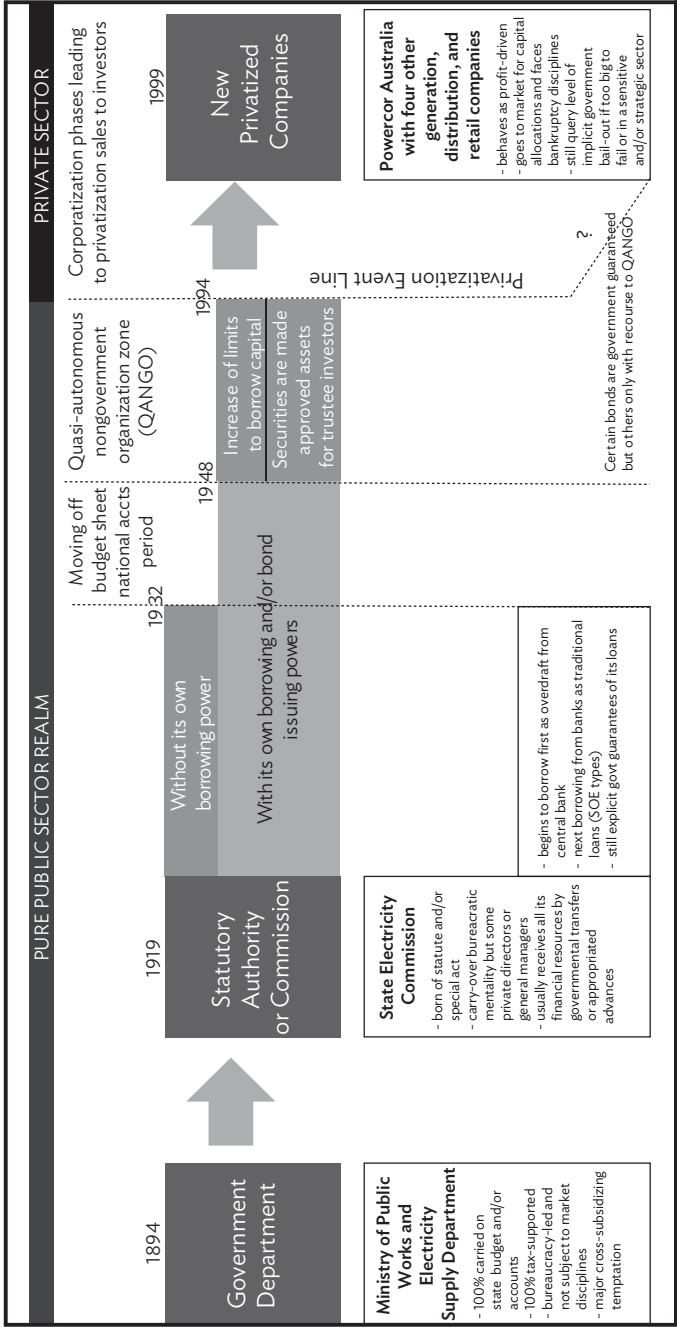 PURE PUBLIC SECTOR REALM
PRIVATE SECTOR
1894
Government
Department
Ministry of Public
Works and
Electricity
Supply Department
- 100% carried on
state budget and/or
accounts
- 100% tax-supported
- bureaucracy-led and
not subject to market
disciplines
- major cross-subsidizing
temptation
1919
Statutory
Authority
or Commission
State Electricity
Commission
- born of statute and/or
special act
- carry-over bureacratic
mentality but some
private directors or
general managers
- usually receives all its
financial resources by
governmental transfers
or appropriated
advances
Without its own
borrowing power
With its own borrowing and/or bond
issuing powers
- begins to borrow first as overdraft from
central bank
- next borrowing from banks as traditional
loans (SOE types)
- still explicit govt guarantees of its loans
1932
Moving off
budget sheet
national accts
period
1948
Quasi-autonomous
nongovernment
organization zone
(QANGO)
Increase of limits
to borrow capital
Securities are made
approved assets
for trustee investors
1994
Privatization Event Line
?
Certain bonds are government guaranteed
but others only with recourse to QANGO
Corporatization phases leading
to privatization sales to investors
1999
New
Privatized
Companies
Powercor Australia
with four other
generation,
distribution, and
retail companies
- behaves as profit-driven
- goes to market for capital
allocations and faces
bankruptcy disciplines
- still query level of
implicit government
bail-out if too big to
fail or in a sensitive
and/or strategic sector